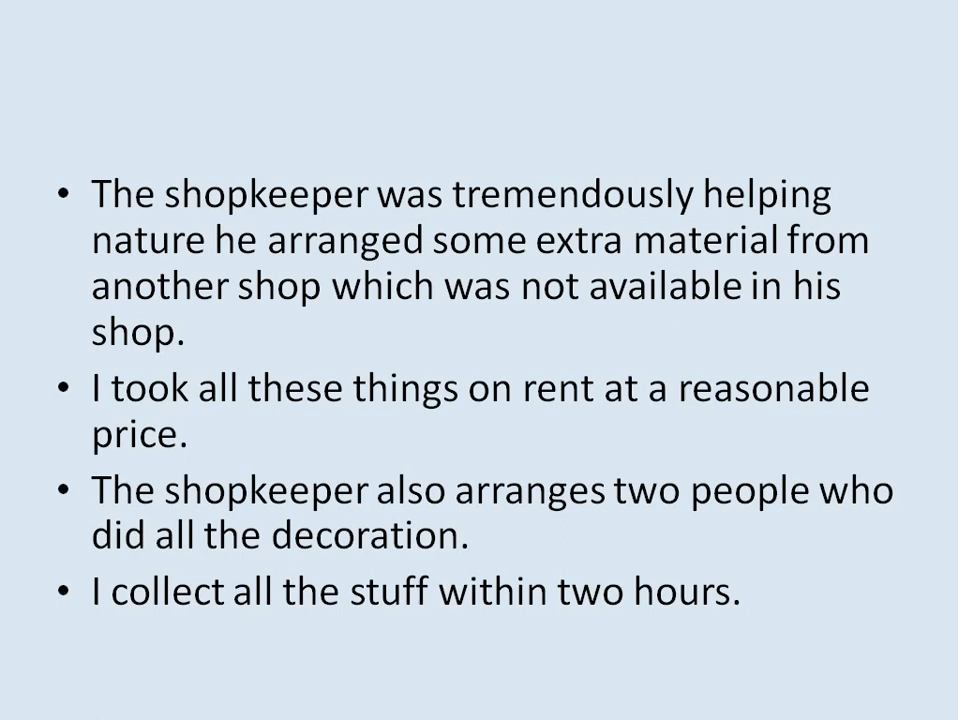 • The shopkeeper was tremendously helping
nature he arranged some extra material from
another shop which was not available in his
shop.
• I took all these things on rent at a reasonable
price.
• The shopkeeper also arranges two people who
did all the decoration.
• I collect all the stuff within two hours.